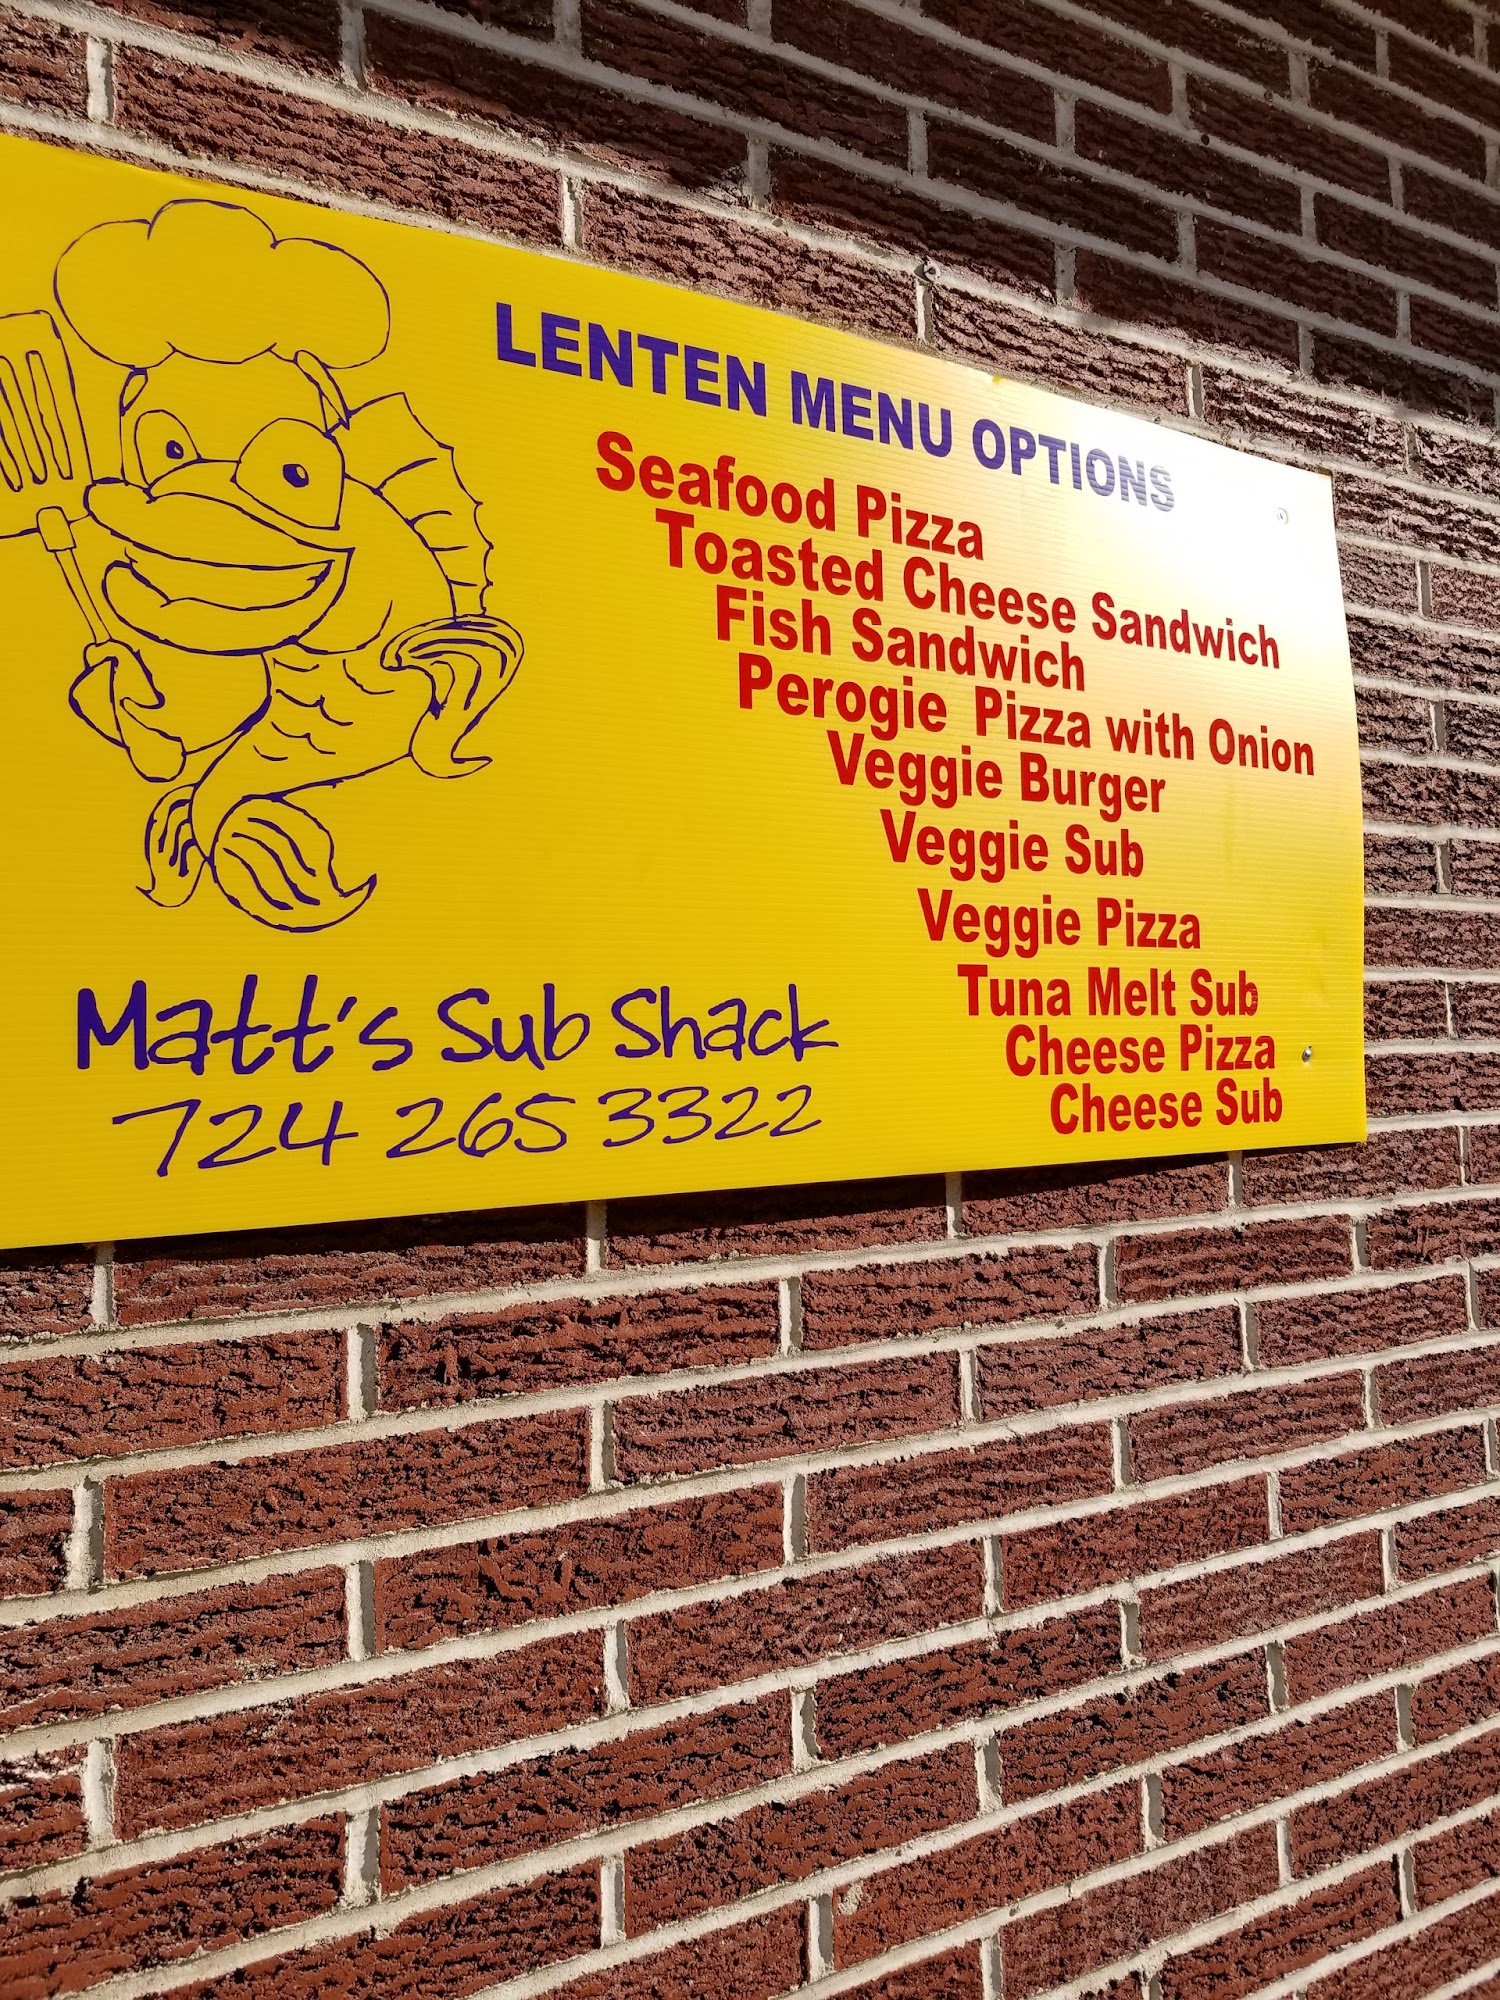 LENTEN MENU OPTIONS
Seafood Pizza
Toasted Cheese Sandwich
Fish Sandwich
Perogie Pizza with Onion
Veggie Burger
Veggie Sub
Veggie Pizza
Tuna Melt Sub
Cheese Pizza
Cheese Sub
Matt's Sub Shack
724 265 3322